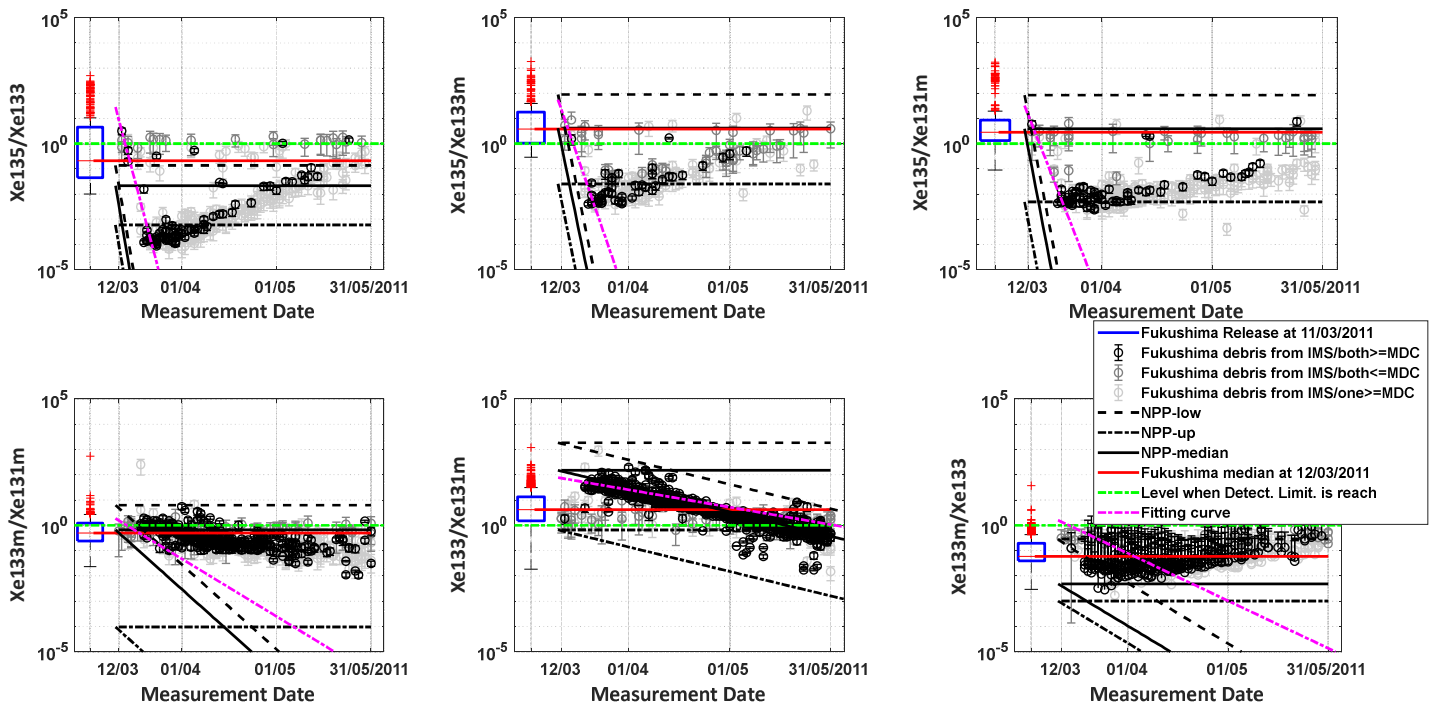 10^5
10^0
10^-5
Xe135/Xe133
12/03 01/04 01/05 31/05/2011
Measurement Date
10^5
10^0
10^-5
Xe135/Xe133m
12/03 01/04 01/05 31/05/2011
Measurement Date
10^5
10^0
10^-5
Xe135/Xe131m
12/03 01/04 01/05 31/05/2011
Measurement Date
Fukushima Release at 11/03/2011
Fukushima debris from IMS/both>=MDC
Fukushima debris from IMS/both<=MDC
Fukushima debris from IMS/one>=MDC
NPP-low
NPP-up
NPP-median
Fukushima median at 12/03/2011
Level when Detect. Limit. is reach
Fitting curve
10^5
10^0
10^-5
Xe133m/Xe131m
12/03 01/04 01/05 31/05/2011
Measurement Date
10^5
10^0
10^-5
Xe133/Xe131m
12/03 01/04 01/05 31/05/2011
Measurement Date
10^5
10^0
10^-5
Xe133m/Xe133
12/03 01/04 01/05 31/05/2011
Measurement Date